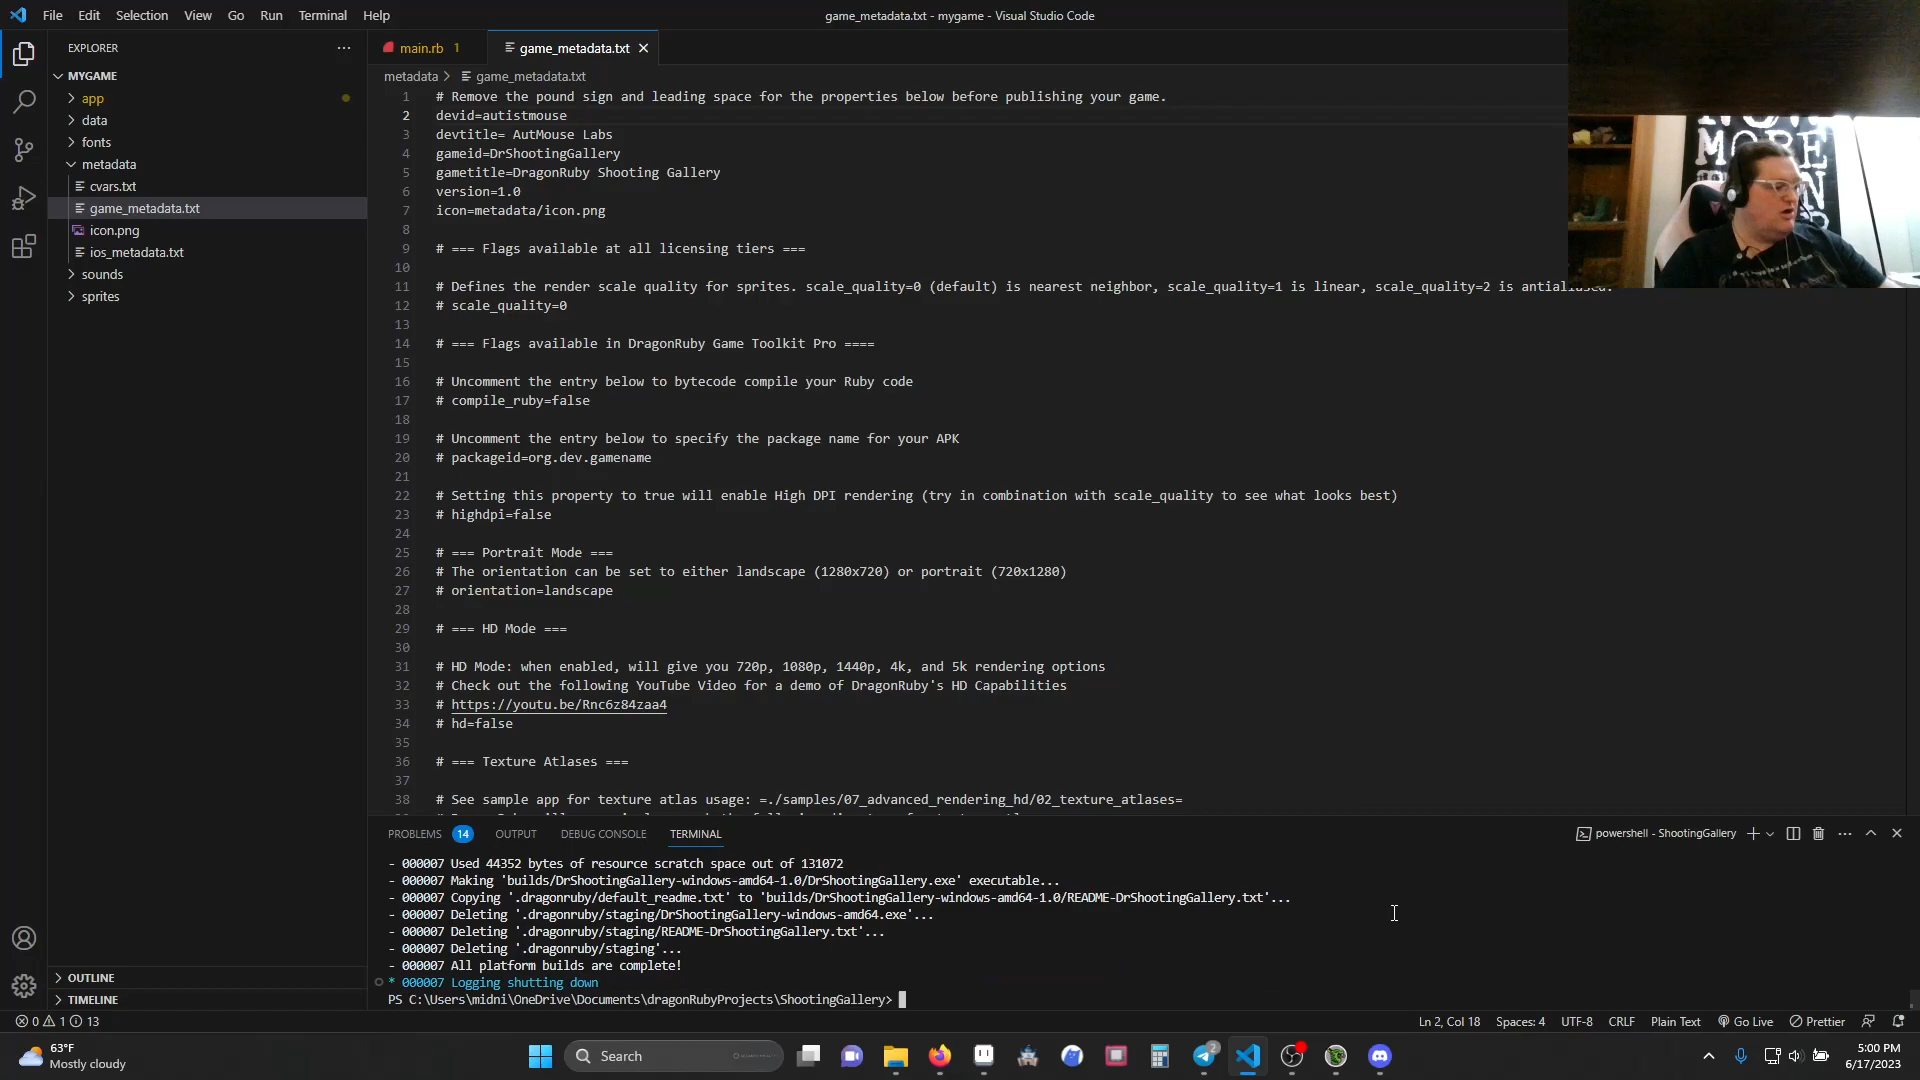 File Edit Selection View Go Run Terminal Help
game_metadata.txt - mygame - Visual Studio Code
EXPLORER
MYGAME
app
data
fonts
metadata
cvars.txt
game_metadata.txt
icon.png
ios_metadata.txt
sounds
sprites
OUTLINE
TIMELINE
main.rb 1
game_metadata.txt
metadata > game_metadata.txt
1 # Remove the pound sign and leading space for the properties below before publishing your game.
2 devid=autistmouse
3 devtitle= AutMouse Labs
4 gameid=DrShootingGallery
5 gametitle=DragonRuby Shooting Gallery
6 version=1.0
7 icon=metadata/icon.png
8
9 # === Flags available at all licensing tiers ===
10
11 # Defines the render scale quality for sprites. scale_quality=0 (default) is nearest neighbor, scale_quality=1 is linear, scale_quality=2 is antialiased.
12 # scale_quality=0
13
14 # === Flags available in DragonRuby Game Toolkit Pro ====
15
16 # Uncomment the entry below to bytecode compile your Ruby code
17 # compile_ruby=false
18
19 # Uncomment the entry below to specify the package name for your APK
20 # packageid=org.dev.gamename
21
22 # Setting this property to true will enable High DPI rendering (try in combination with scale_quality to see what looks best)
23 # highdpi=false
24
25 # === Portrait Mode ===
26 # The orientation can be set to either landscape (1280x720) or portrait (720x1280)
27 # orientation=landscape
28
29 # === HD Mode ===
30
31 # HD Mode: when enabled, will give you 720p, 1080p, 1440p, 4k, and 5k rendering options
32 # Check out the following YouTube Video for a demo of DragonRuby's HD Capabilities
33 # https://youtu.be/Rnc6z84zaa4
34 # hd=false
35
36 # === Texture Atlases ===
37
38 # See sample app for texture atlas usage: =./samples/07_advanced_rendering_hd/02_texture_atlases=
MORE
PROBLEMS 14 OUTPUT DEBUG CONSOLE TERMINAL
powershell - ShootingGallery
- 000007 Used 44352 bytes of resource scratch space out of 131072
- 000007 Making 'builds/DrShootingGallery-windows-amd64-1.0/DrShootingGallery.exe' executable...
- 000007 Copying '.dragonruby/default_readme.txt' to 'builds/DrShootingGallery-windows-amd64-1.0/README-DrShootingGallery.txt'...
- 000007 Deleting '.dragonruby/staging/DrShootingGallery-windows-amd64.exe'...
- 000007 Deleting '.dragonruby/staging/README-DrShootingGallery.txt'...
- 000007 Deleting '.dragonruby/staging'...
- 000007 All platform builds are complete!
* 000007 Logging shutting down
PS C:\Users\midni\OneDrive\Documents\dragonRubyProjects\ShootingGallery>
0 1 13
Ln 2, Col 18 Spaces: 4 UTF-8 CRLF Plain Text Go Live Prettier
63°F
Mostly cloudy
Search
2
5:00 PM
6/17/2023